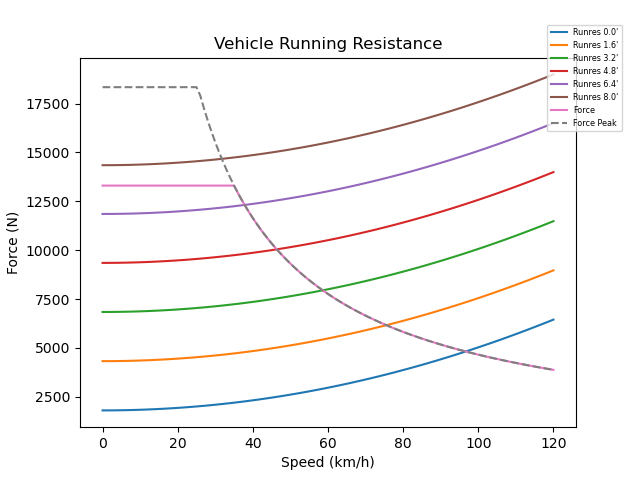 Vehicle Running Resistance
Runres 0.0'
Runres 1.6'
Runres 3.2'
Runres 4.8'
Runres 6.4'
Runres 8.0'
Force
Force Peak
Force (N)
17500
15000
12500
10000
7500
5000
2500
0 20 40 60 80 100 120
Speed (km/h)